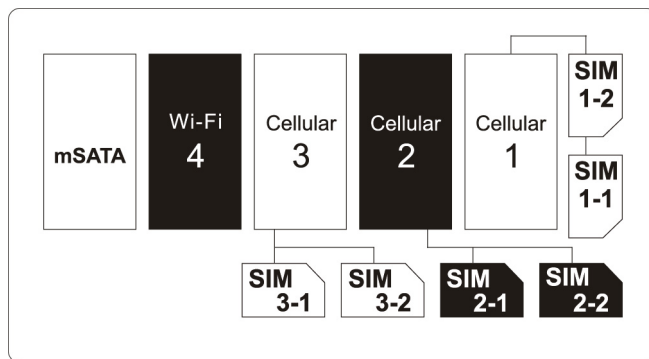 mSATA
Wi-Fi
4
Cellular
3
Cellular
2
Cellular
1
SIM
1-2
SIM
1-1
SIM
3-1
SIM
3-2
SIM
2-1
SIM
2-2